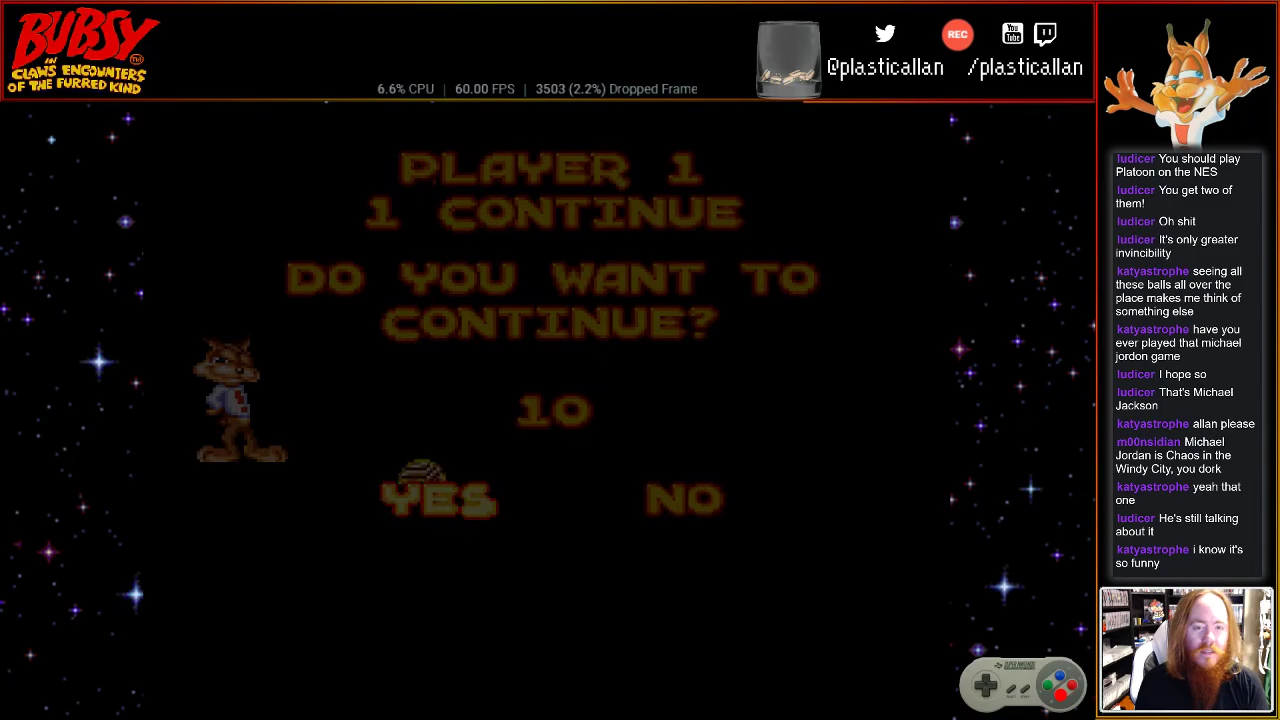 BUBSY
IN
CLAWS ENCOUNTERS
OF THE FURRED KIND
TM
6.6% CPU | 60.00 FPS | 3503 (2.2%) Dropped Frame
REC
You
Tube
@plasticallan
/plasticallan
PLAYER 1
1 CONTINUE
DO YOU WANT TO
CONTINUE?
10
YES
NO
ludicer You should play
Platoon on the NES
ludicer You get two of
them!
ludicer Oh shit
ludicer It's only greater
invincibility
katyastrophe seeing all
these balls all over the
place makes me think of
something else
katyastrophe have you
ever played that michael
jordon game
ludicer I hope so
ludicer That's Michael
Jackson
katyastrophe allan please
m00nsidian Michael
Jordan is Chaos in the
Windy City, you dork
katyastrophe yeah that
one
ludicer He's still talking
about it
katyastrophe i know it's
so funny